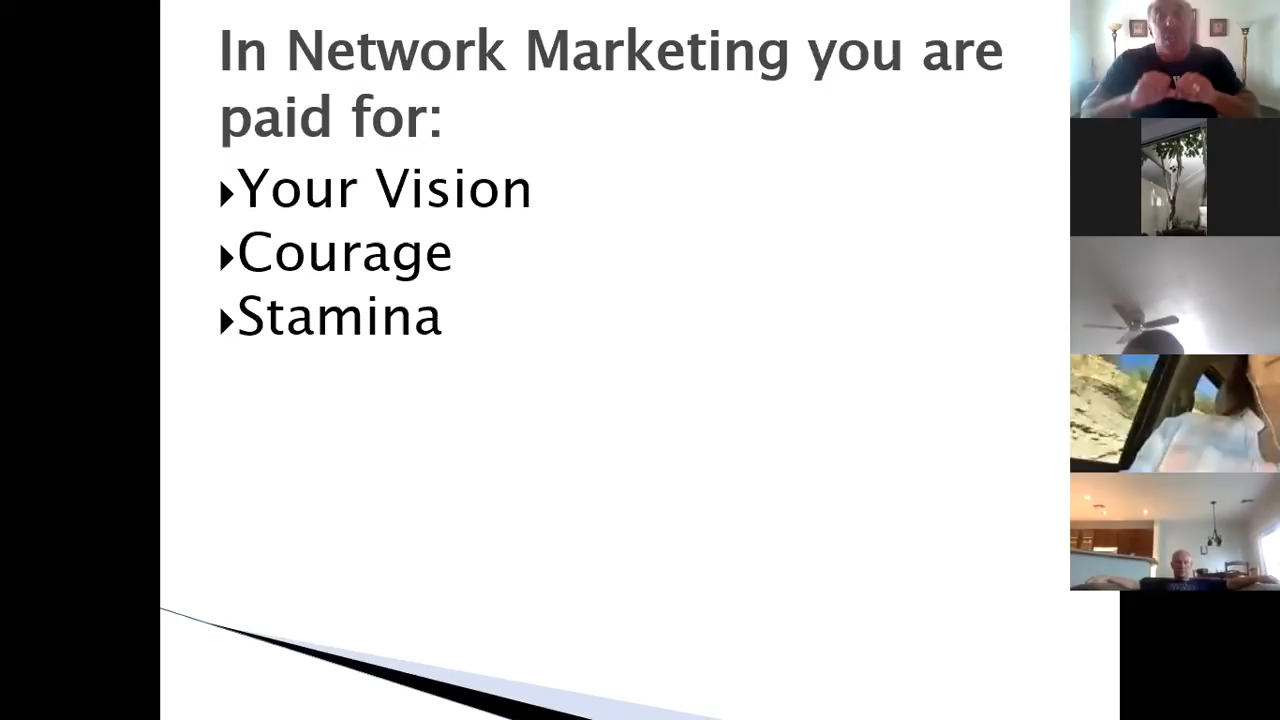 In Network Marketing you are
paid for:
Your Vision
Courage
Stamina